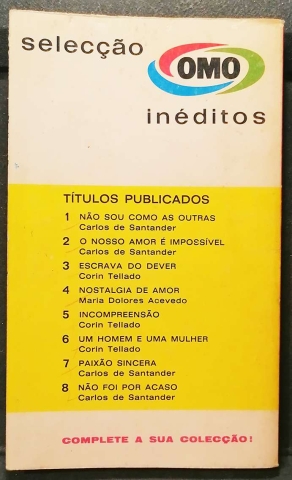 selecção
OMO
inéditos
TÍTULOS PUBLICADOS
1 NÃO SOU COMO AS OUTRAS
Carlos de Santander
2 O NOSSO AMOR É IMPOSSÍVEL
Carlos de Santander
3 ESCRAVA DO DEVER
Corin Tellado
4 NOSTALGIA DE AMOR
Maria Dolores Acevedo
5 INCOMPREENSÃO
Corin Tellado
6 UM HOMEM E UMA MULHER
Corin Tellado
7 PAIXÃO SINCERA
Carlos de Santander
8 NÃO FOI POR ACASO
Carlos de Santander
COMPLETE A SUA COLECÇÃO!